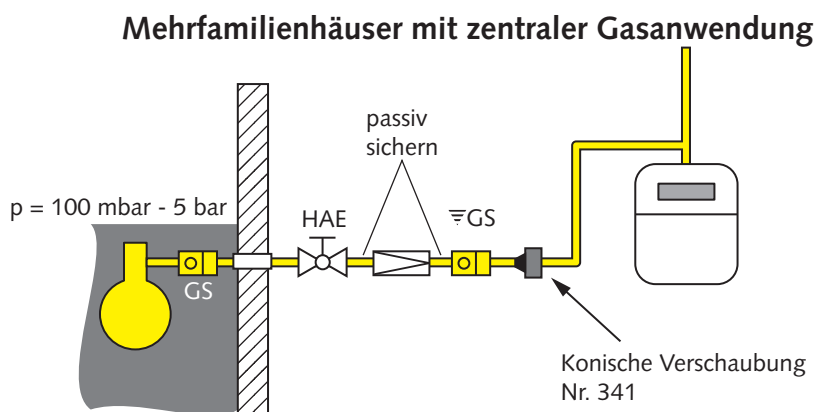 Mehrfamilienhäuser mit zentraler Gasanwendung
passiv
sichern
p = 100 mbar - 5 bar
HAE
GS
GS
Konische Verschaubung
Nr. 341